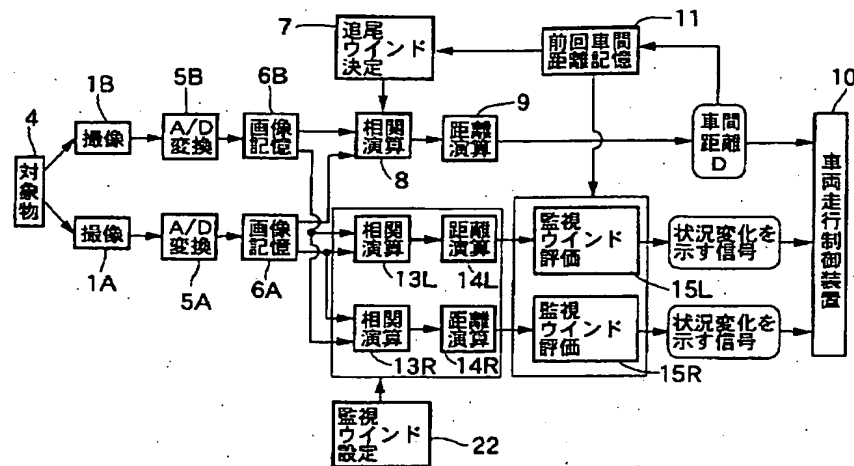 7
追尾
ウインド
決定
前回車間
距離記憶
11
10
4
対
象
物
1B
撮像
5B
A/D
変換
6B
画像
記憶
相関
演算
8
9
距離
演算
車間
距離
D
車両走行制御装置
撮像
1A
A/D
変換
5A
画像
記憶
6A
相関
演算
13L
距離
演算
14L
監視
ウインド
評価
15L
状況変化を
示す信号
相関
演算
13R
距離
演算
14R
監視
ウインド
評価
15R
状況変化を
示す信号
監視
ウインド
設定
22